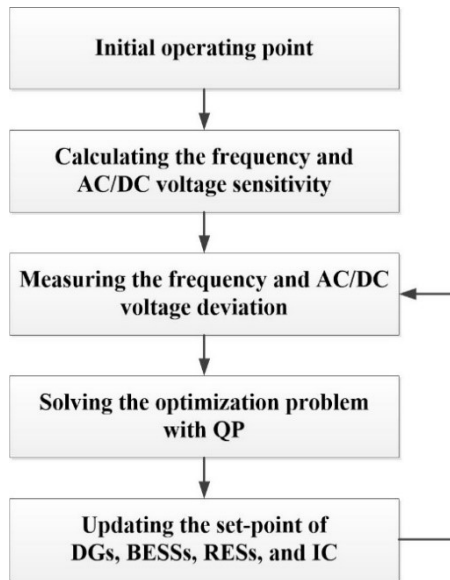 Initial operating point
Calculating the frequency and
AC/DC voltage sensitivity
Measuring the frequency and AC/DC
voltage deviation
Solving the optimization problem
with QP
Updating the set-point of
DGs, BESSs, RESs, and IC